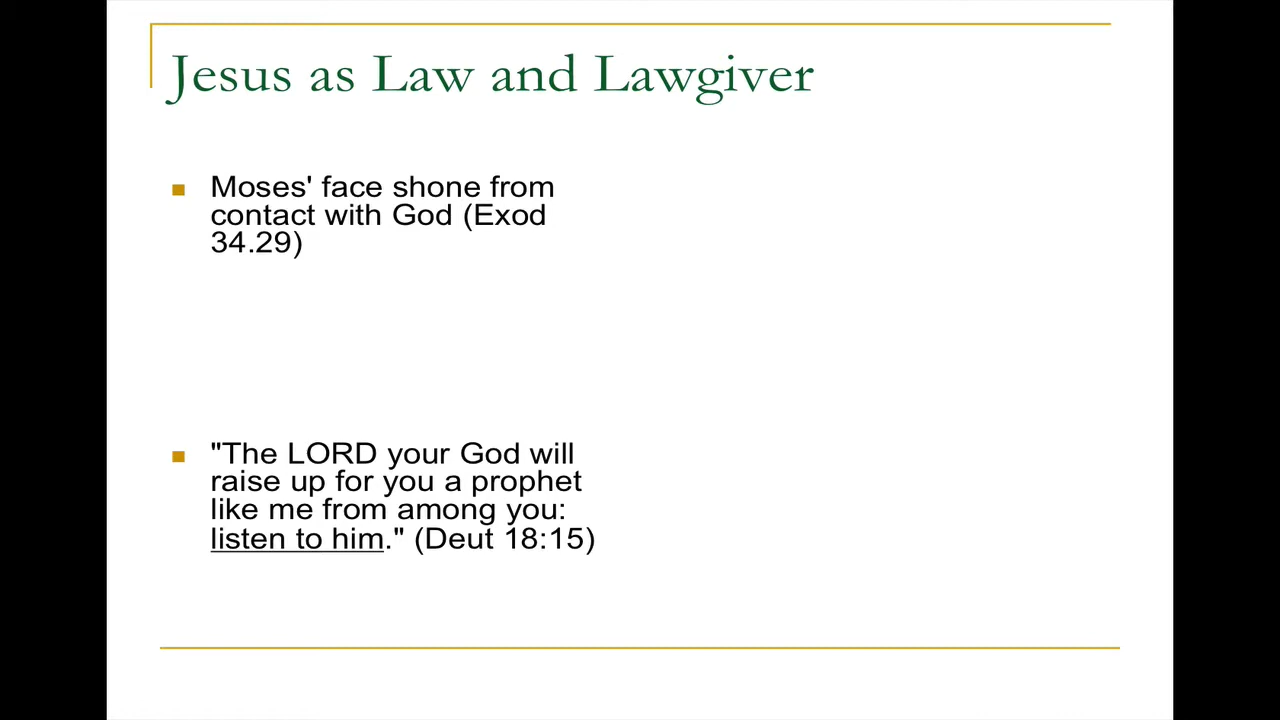 Jesus as Law and Lawgiver
Moses' face shone from
contact with God (Exod
34.29)
"The LORD your God will
raise up for you a prophet
like me from among you:
listen to him." (Deut 18:15)